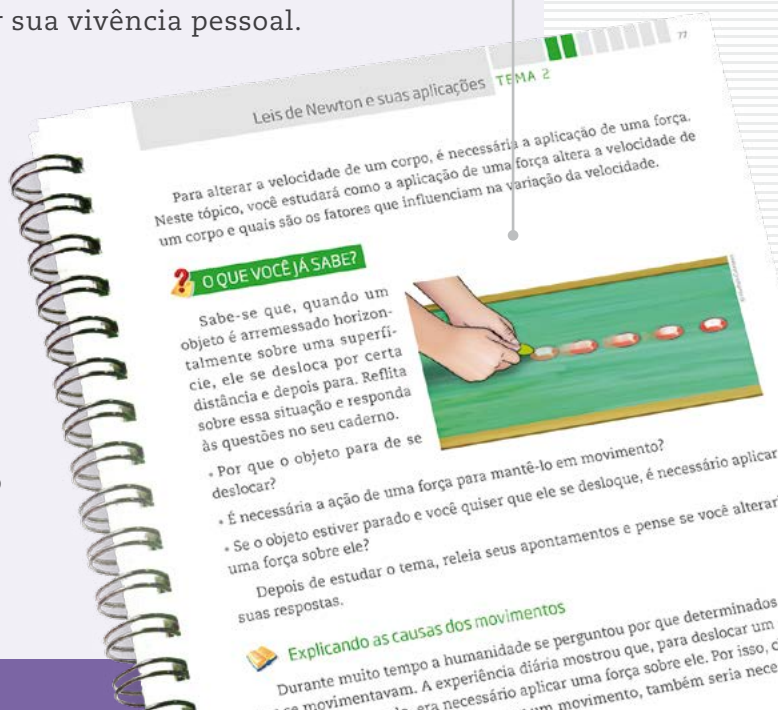 sua vivência pessoal.
77
Leis de Newton e suas aplicações TEMA 2
Para alterar a velocidade de um corpo, é necessária a aplicação de uma força.
Neste tópico, você estudará como a aplicação de uma força altera a velocidade de
um corpo e quais são os fatores que influenciam na variação da velocidade.
O QUE VOCÊ JÁ SABE?
Sabe-se que, quando um
objeto é arremessado horizon-
talmente sobre uma superfí-
cie, ele se desloca por certa
distância e depois para. Reflita
sobre essa situação e responda
às questões no seu caderno.
• Por que o objeto para de se
deslocar?
• É necessária a ação de uma força para mantê-lo em movimento?
• Se o objeto estiver parado e você quiser que ele se desloque, é necessário aplicar
uma força sobre ele?
Depois de estudar o tema, releia seus apontamentos e pense se você alterar
suas respostas.
Explicando as causas dos movimentos
Durante muito tempo a humanidade se perguntou por que determinados
se movimentavam. A experiência diária mostrou que, para deslocar um
era necessário aplicar uma força sobre ele. Por isso,
um movimento, também seria